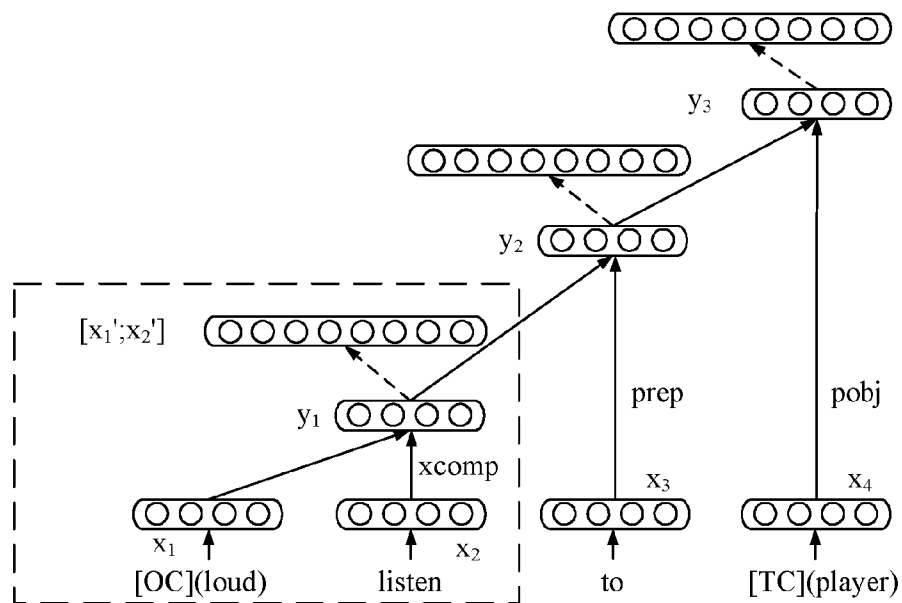 y₃
y₂
[x₁';x₂']
y₁
prep
pobj
xcomp
x₁
x₂
x₃
x₄
[OC](loud)
listen
to
[TC](player)